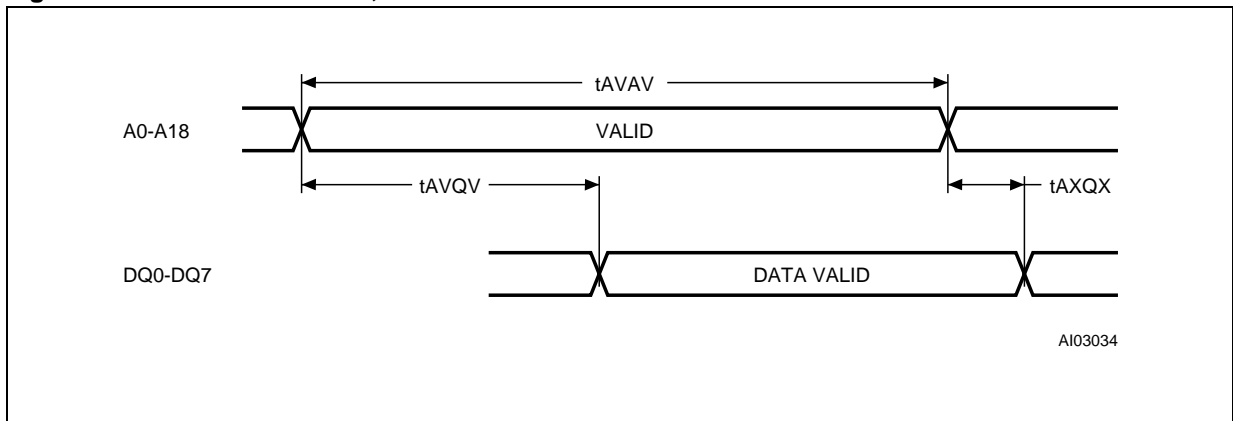 tAVAV
A0-A18
VALID
tAVQV
tAXQX
DQ0-DQ7
DATA VALID
AI03034